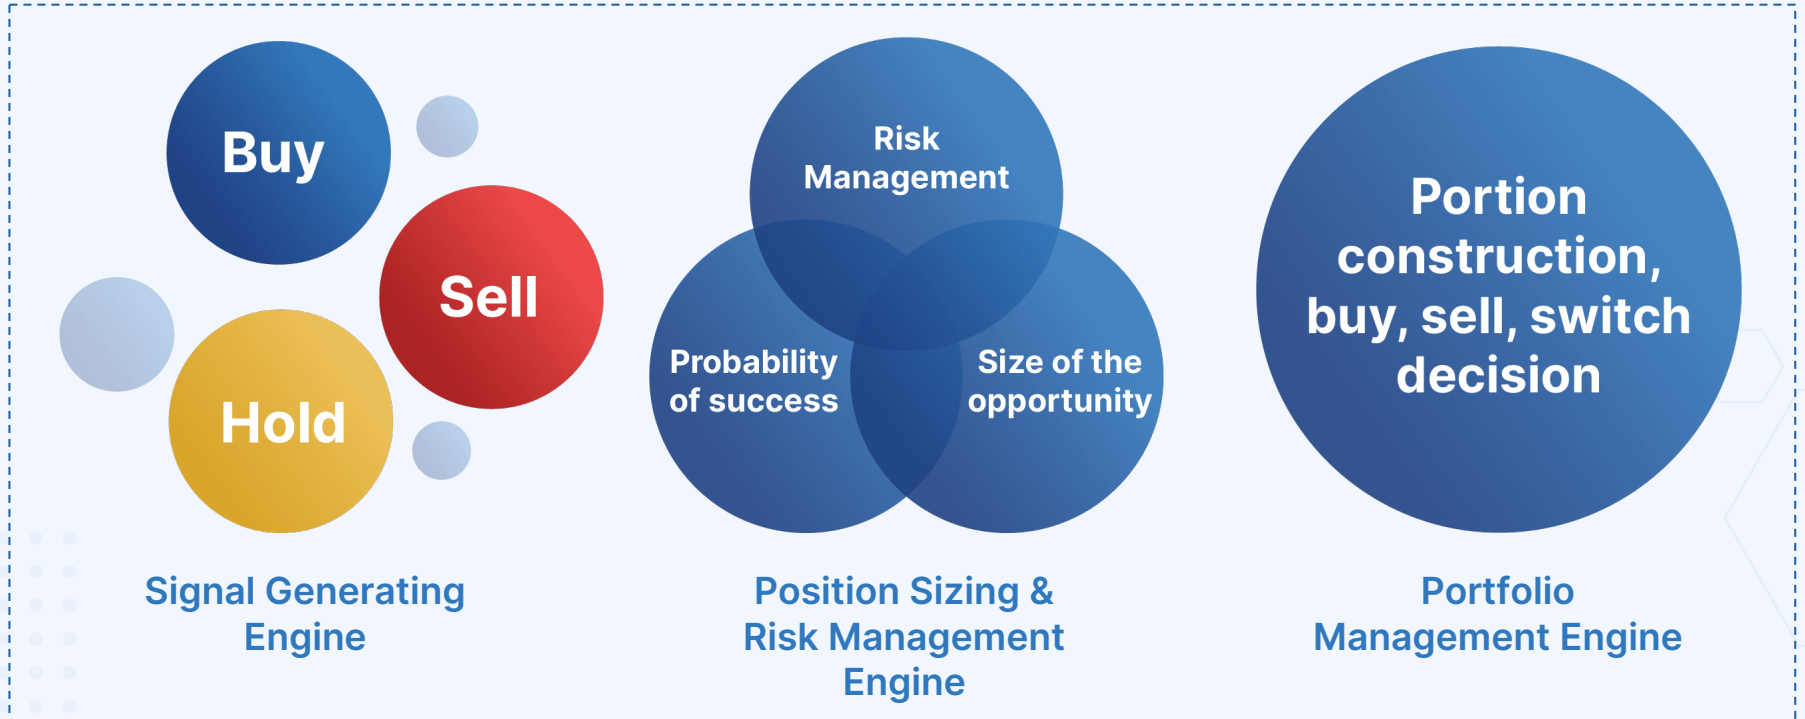 Buy
Sell
Hold
Signal Generating
Engine
Risk
Management
Probability
of success
Size of the
opportunity
Position Sizing &
Risk Management
Engine
Portion
construction,
buy, sell, switch
decision
Portfolio
Management Engine